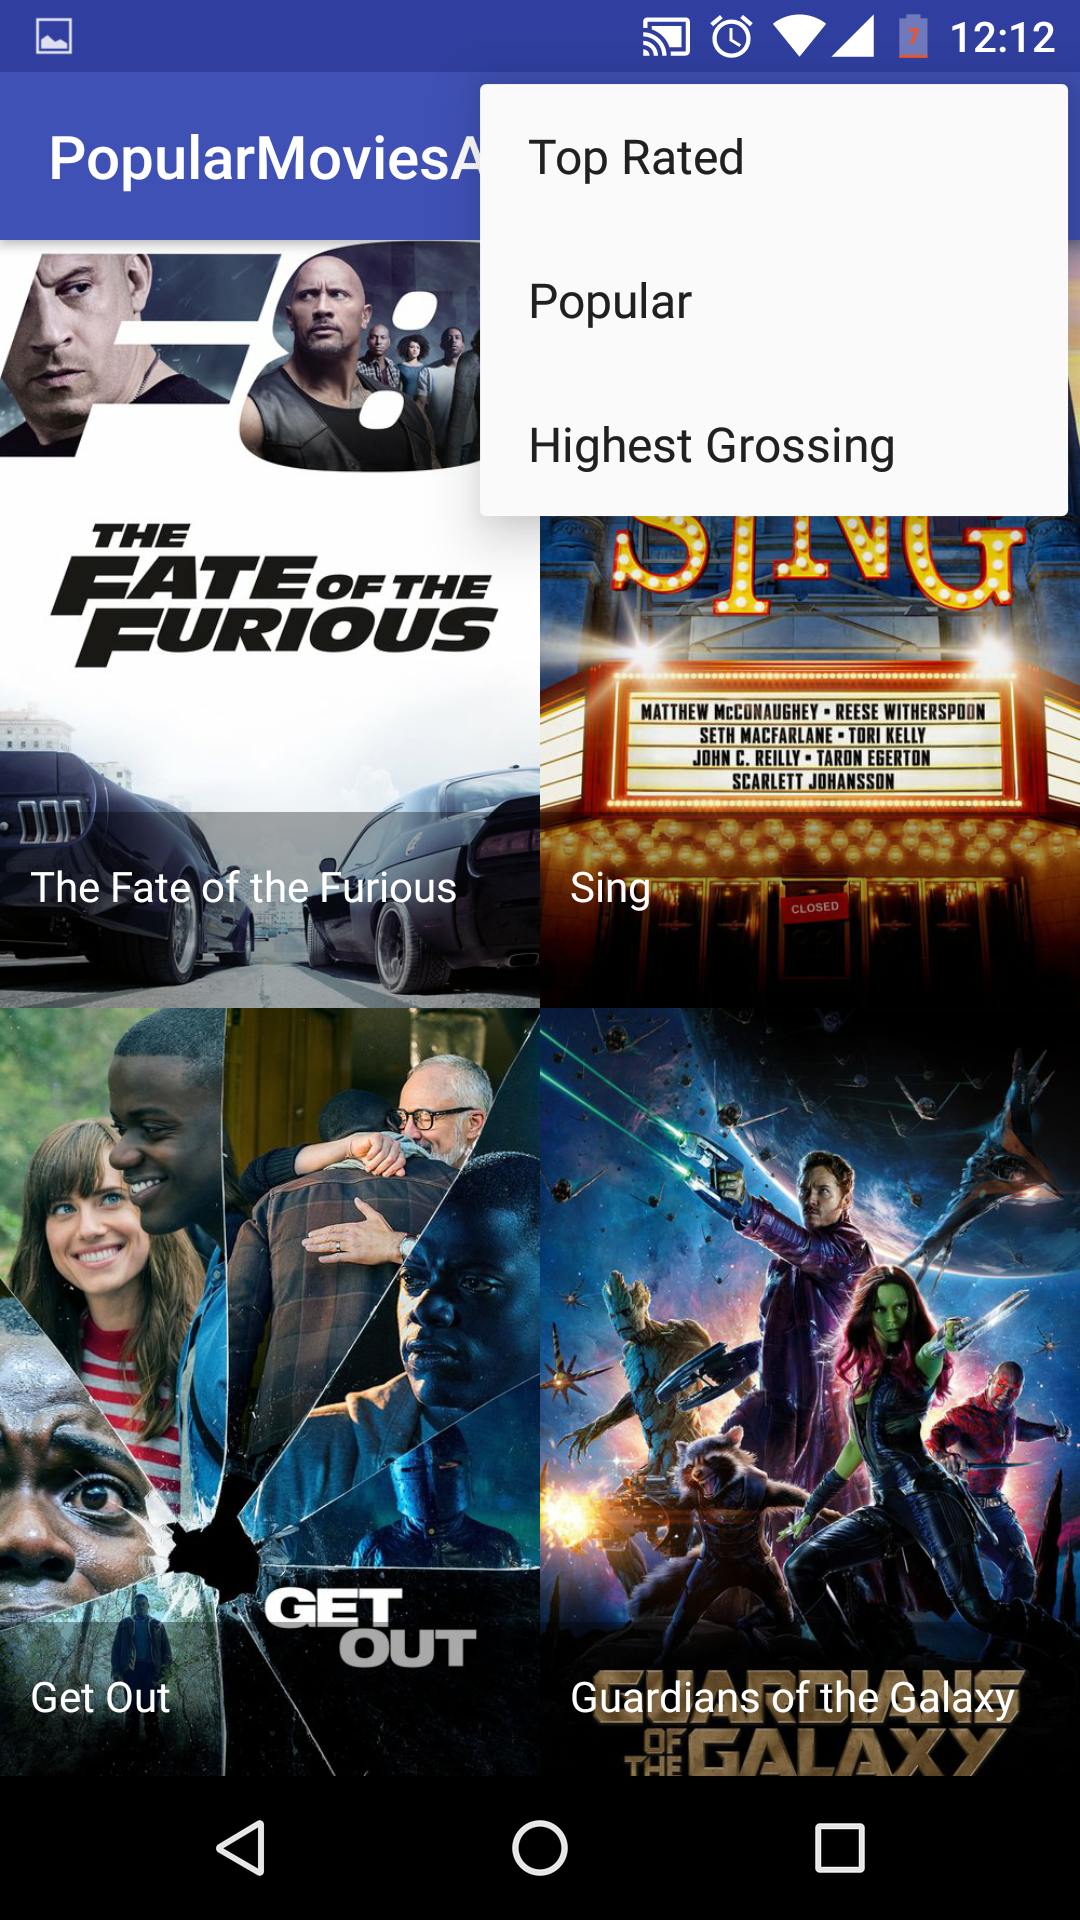 7 12:12
PopularMoviesA
Top Rated
Popular
Highest Grossing
F8
THE
FATE OF THE
FURIOUS
The Fate of the Furious
SING
MATTHEW McCONAUGHEY • REESE WITHERSPOON
SETH MACFARLANE • TORI KELLY
JOHN C. REILLY • TARON EGERTON
SCARLETT JOHANSSON
CLOSED
Sing
GET
OUT
Get Out
GUARDIANS
OF
THE GALAXY
Guardians of the Galaxy